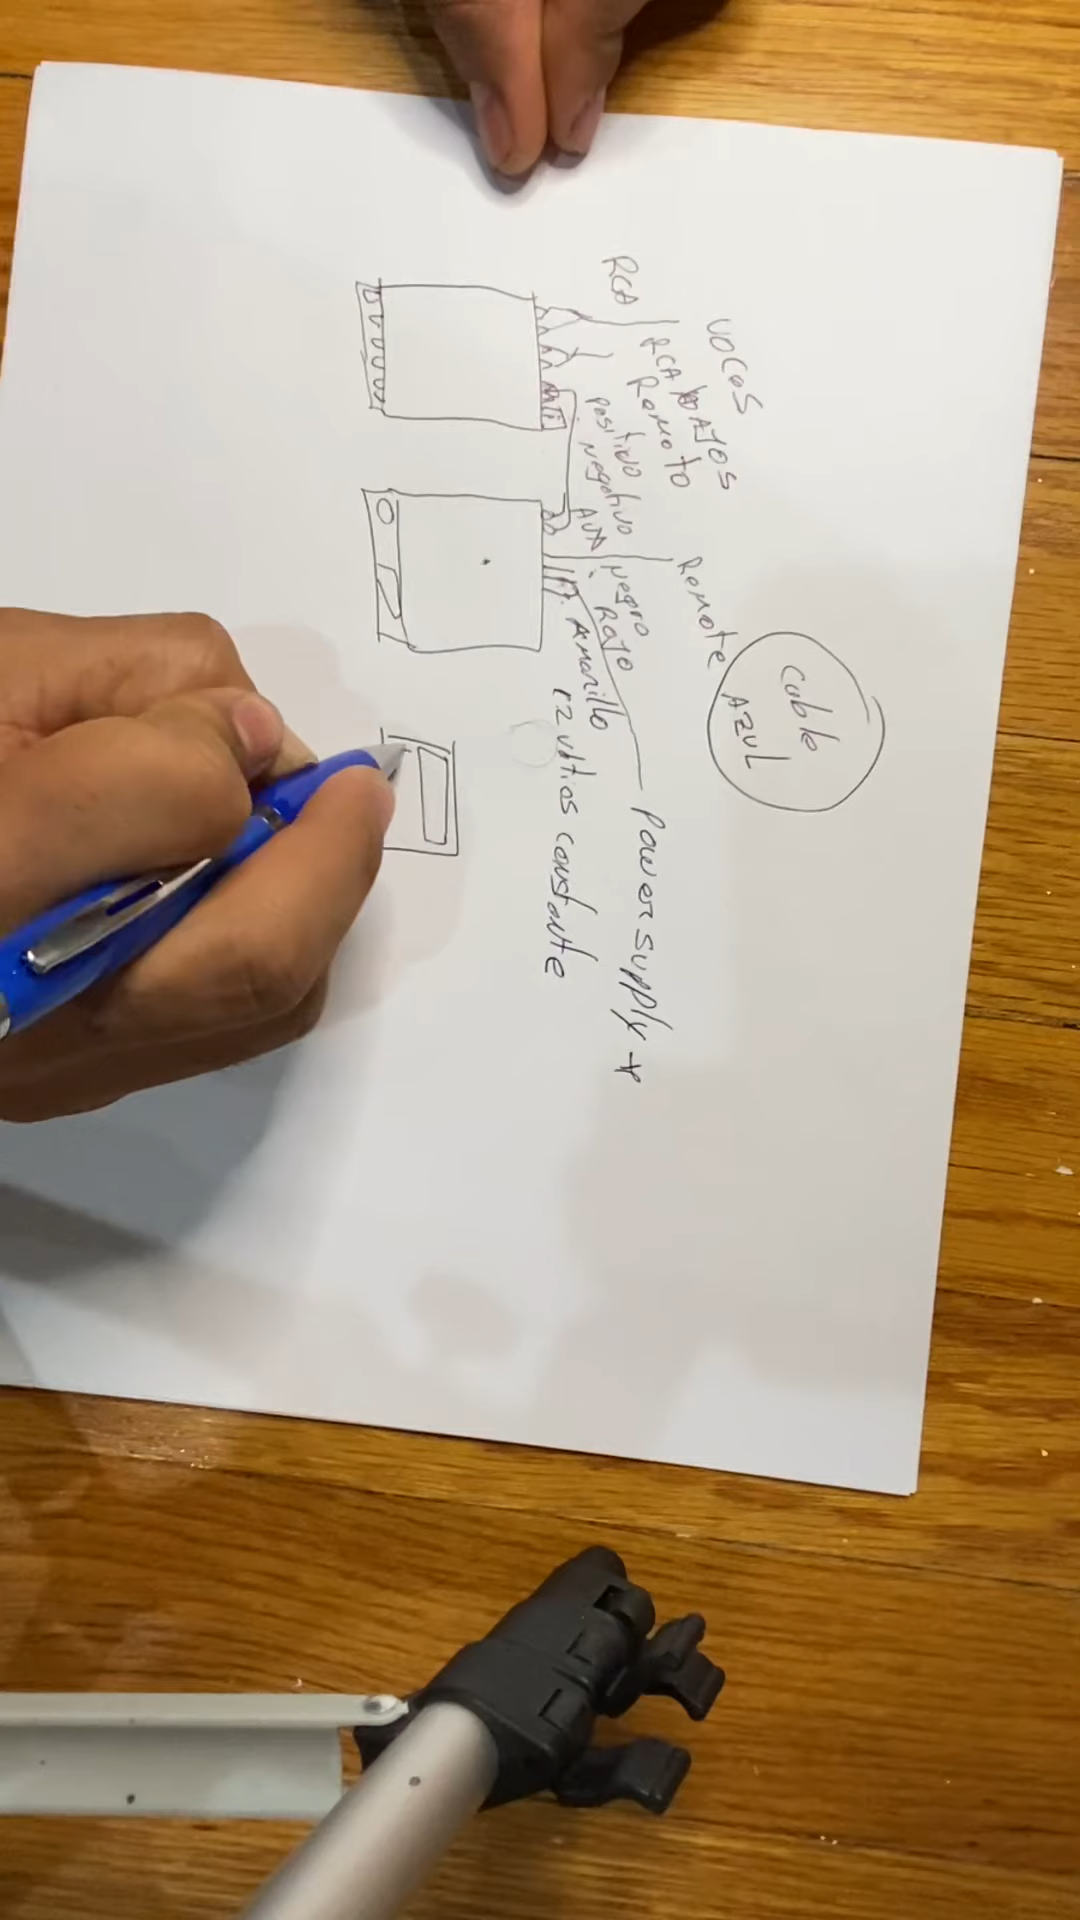 VOCES
RCA
RCA BAJOS
Remoto
positivo
negativo
AUX
Remote
negro
Rojo
Amarillo
12 voltios constante
cable
AZUL
Power supply +